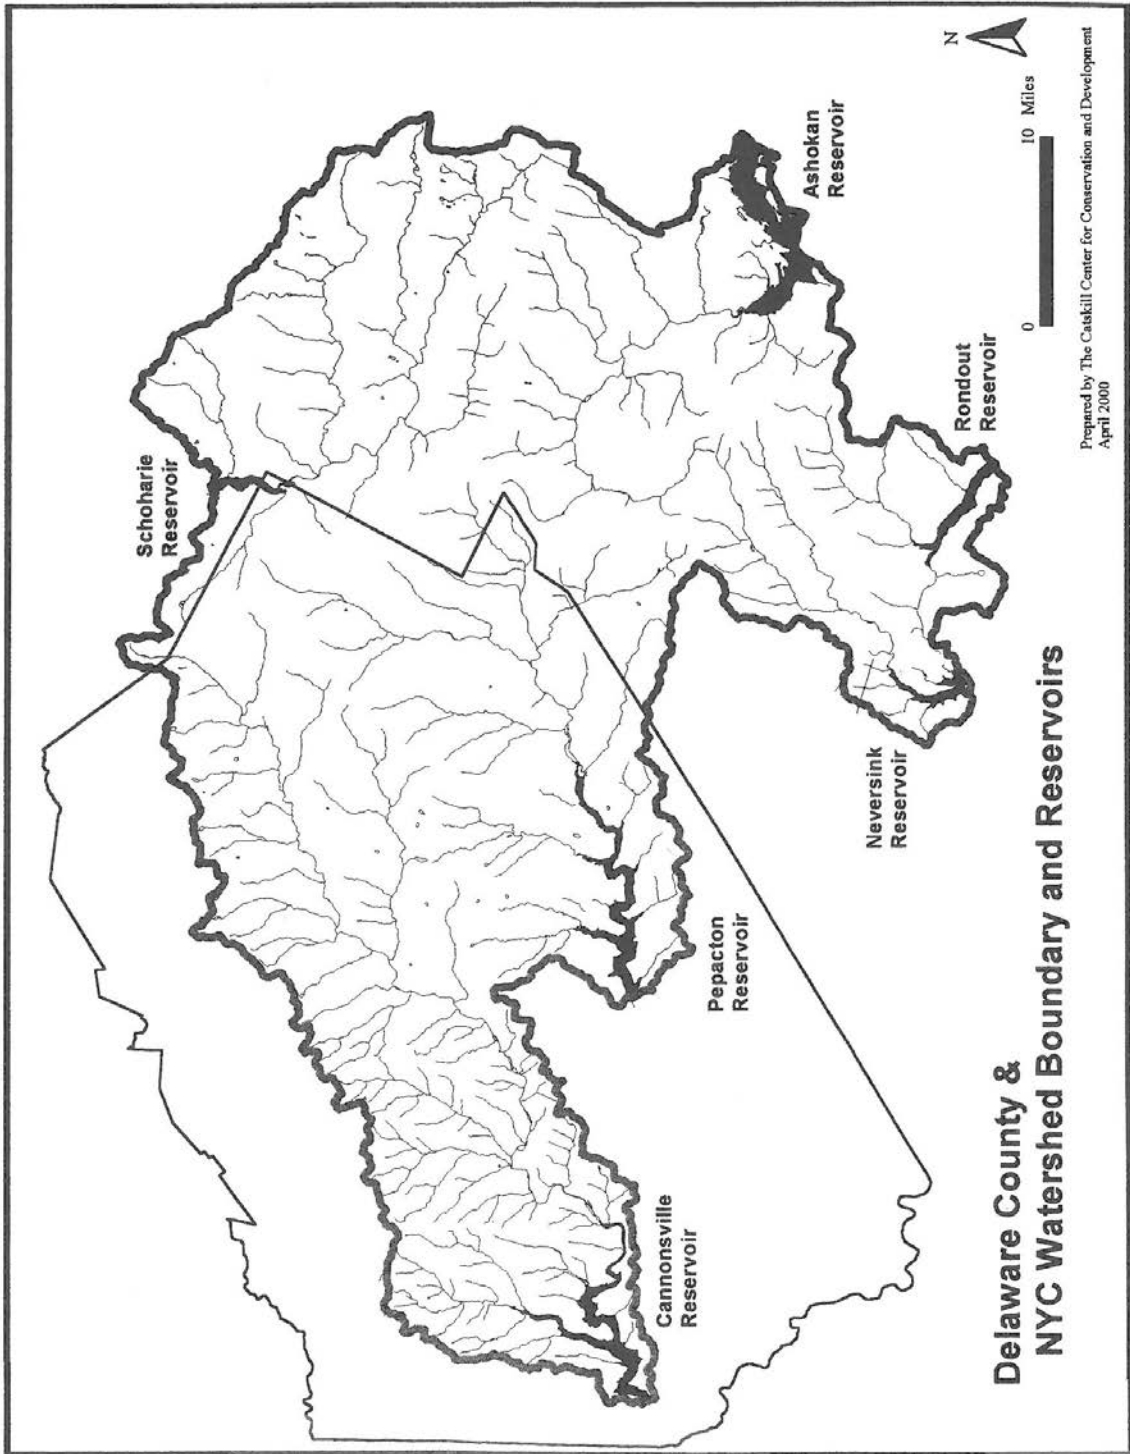 Schoharie
Reservoir
Ashokan
Reservoir
Rondout
Reservoir
Neversink
Reservoir
Pepacton
Reservoir
Cannonsville
Reservoir
N
0 10 Miles
Delaware County &
NYC Watershed Boundary and Reservoirs
Prepared by The Catskill Center for Conservation and Development
April 2000